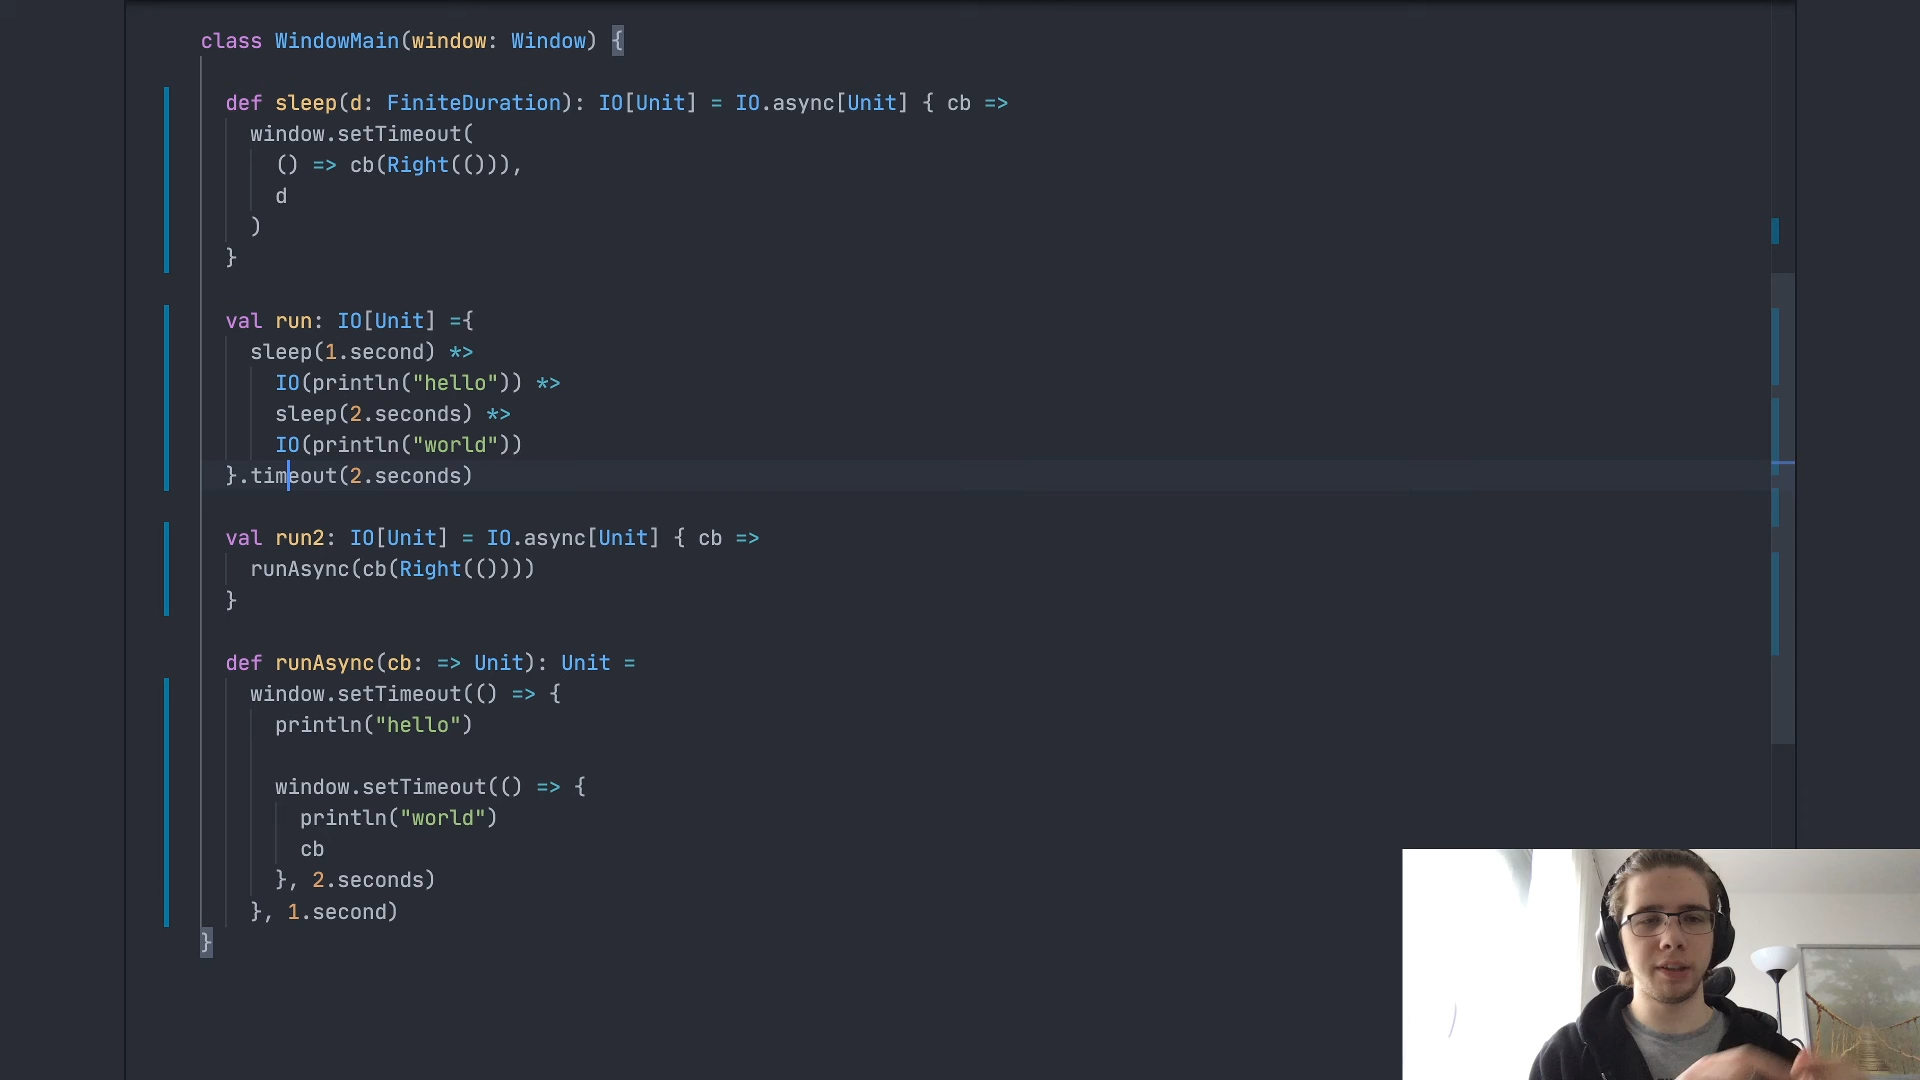 class WindowMain(window: Window) {
def sleep(d: FiniteDuration): IO[Unit] = IO.async[Unit] { cb =>
window.setTimeout(
() => cb(Right(())),
d
)
}
val run: IO[Unit] ={
sleep(1.second) *>
IO(println("hello")) *>
sleep(2.seconds) *>
IO(println("world"))
}.timeout(2.seconds)
val run2: IO[Unit] = IO.async[Unit] { cb =>
runAsync(cb(Right(())))
}
def runAsync(cb: => Unit): Unit =
window.setTimeout(() => {
println("hello")
window.setTimeout(() => {
println("world")
cb
}, 2.seconds)
}, 1.second)
}